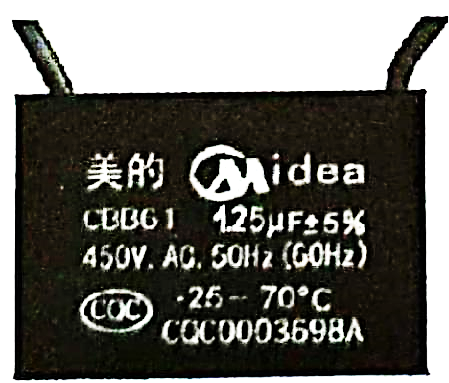 美的 Midea
CBB61 1.25μF±5%
450V. AC. 50Hz (60Hz)
CQC -25— 70°C
CQC0003698A